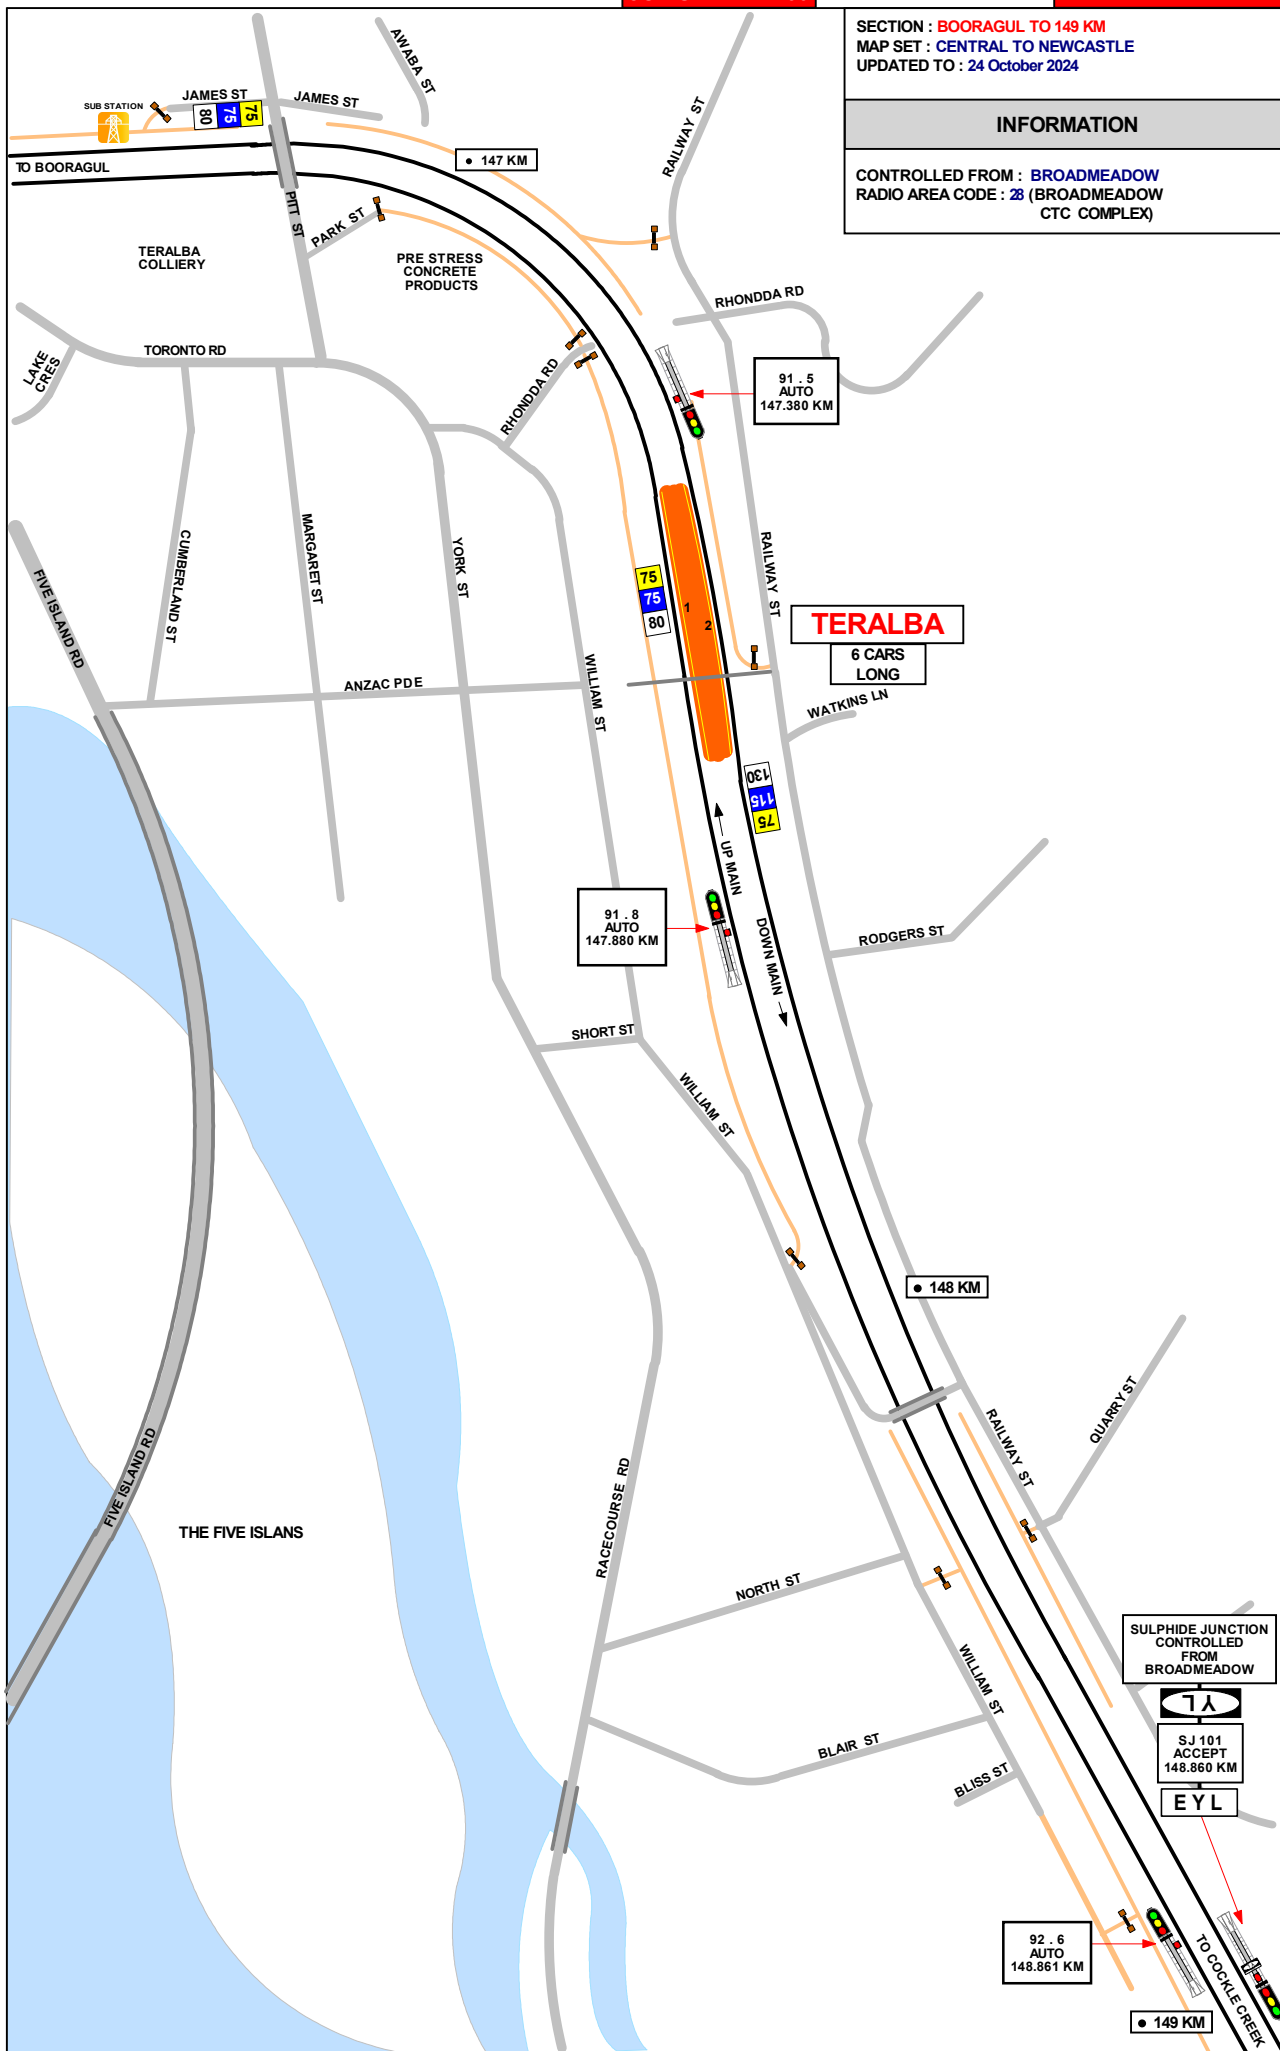 SECTION : BOORAGUL TO 149 KM
MAP SET : CENTRAL TO NEWCASTLE
UPDATED TO : 24 October 2024
INFORMATION
CONTROLLED FROM : BROADMEADOW
RADIO AREA CODE : 28 (BROADMEADOW
CTC COMPLEX)
AWABA ST
SUB STATION
JAMES ST
80
75
75
JAMES ST
RAILWAY ST
TO BOORAGUL
147 KM
PITT ST
PARK ST
TERALBA
COLLIERY
PRE STRESS
CONCRETE
PRODUCTS
RHONDDA RD
TORONTO RD
LAKE
CRES
RHONDDA RD
91 . 5
AUTO
147.380 KM
CUMBERLAND ST
MARGARET ST
YORK ST
FIVE ISLAND RD
75
75
80
1
2
RAILWAY ST
TERALBA
6 CARS
LONG
WILLIAM ST
ANZAC PDE
WATKINS LN
130
115
75
UP MAIN
91 . 8
AUTO
147.880 KM
DOWN MAIN
RODGERS ST
SHORT ST
WILLIAM ST
148 KM
QUARRY ST
RAILWAY ST
FIVE ISLAND RD
THE FIVE ISLANS
RACECOURSE RD
NORTH ST
WILLIAM ST
SULPHIDE JUNCTION
CONTROLLED
FROM
BROADMEADOW
YL
SJ 101
ACCEPT
148.860 KM
E Y L
BLAIR ST
BLISS ST
92 . 6
AUTO
148.861 KM
TO COCKLE CREEK
149 KM